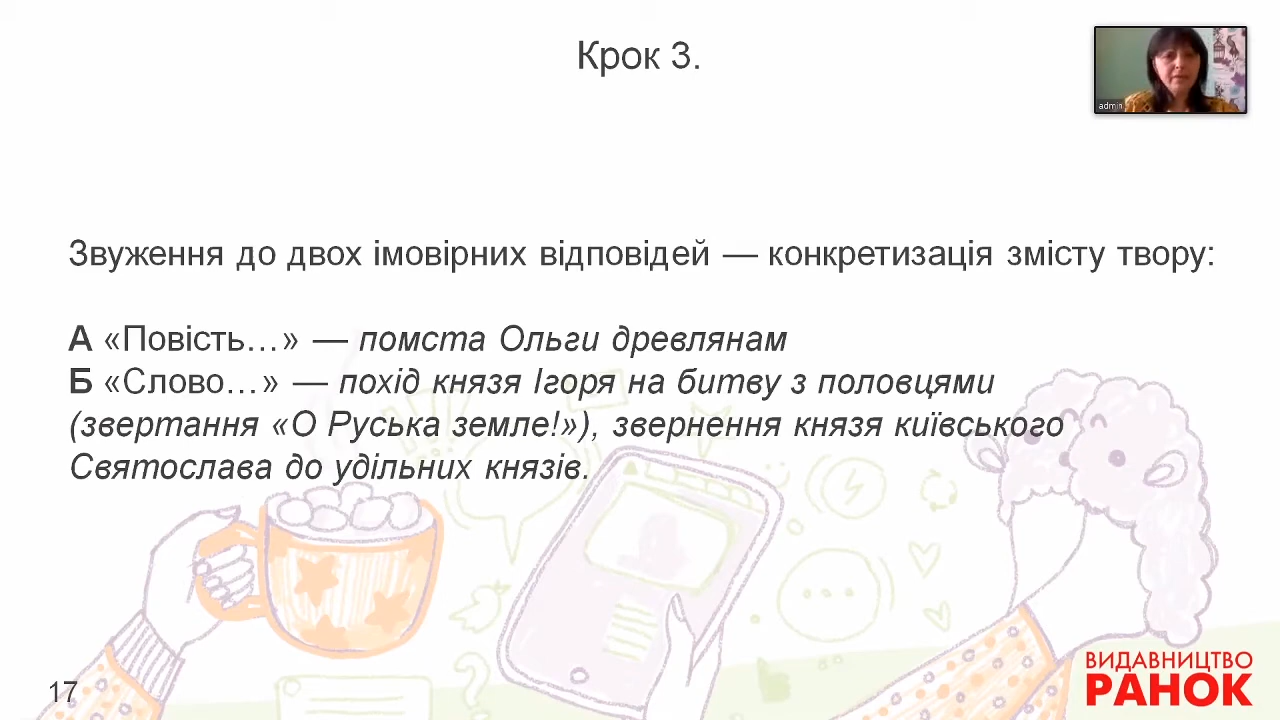 Крок 3.
admin
Звуження до двох імовірних відповідей — конкретизація змісту твору:
А «Повість…» — помста Ольги древлянам
Б «Слово…» — похід князя Ігоря на битву з половцями
(звертання «О Руська земле!»), звернення князя київського
Святослава до удільних князів.
17
ВИДАВНИЦТВО
РАНОК